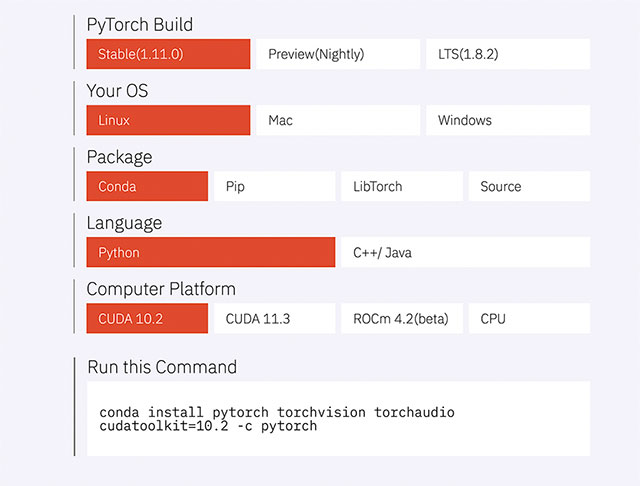 PyTorch Build
Stable(1.11.0) Preview(Nightly) LTS(1.8.2)
Your OS
Linux Mac Windows
Package
Conda Pip LibTorch Source
Language
Python C++/ Java
Computer Platform
CUDA 10.2 CUDA 11.3 ROCm 4.2(beta) CPU
Run this Command
conda install pytorch torchvision torchaudio
cudatoolkit=10.2 -c pytorch